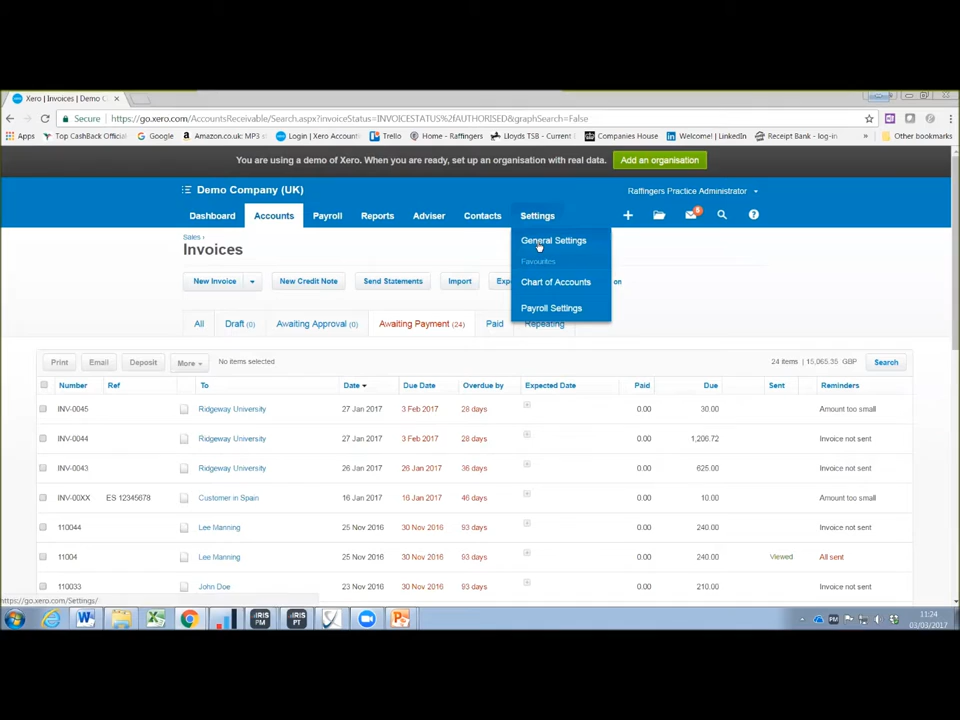 Xero | Invoices | Demo C
Secure https://go.xero.com/AccountsReceivable/Search.aspx?invoiceStatus=INVOICESTATUS%2fAUTHORISED&graphSearch=False
Apps Top CashBack Official Google Amazon.co.uk: MP3 s Login | Xero Account Trello Home - Raffingers Lloyds TSB - Current Companies House Welcome! | LinkedIn Receipt Bank - log-in Other bookmarks
You are using a demo of Xero. When you are ready, set up an organisation with real data. Add an organisation
Demo Company (UK) Raffingers Practice Administrator
Dashboard Accounts Payroll Reports Adviser Contacts Settings
Sales ›
Invoices
General Settings
Favourites
Chart of Accounts
Payroll Settings
New Invoice New Credit Note Send Statements Import on
All Draft (0) Awaiting Approval (0) Awaiting Payment (24) Paid Repeating
Print Email Deposit More No items selected 24 items | 15,065.35 GBP Search
Number Ref To Date Due Date Overdue by Expected Date Paid Due Sent Reminders
INV-0045 Ridgeway University 27 Jan 2017 3 Feb 2017 28 days 0.00 30.00 Amount too small
INV-0044 Ridgeway University 27 Jan 2017 3 Feb 2017 28 days 0.00 1,206.72 Invoice not sent
INV-0043 Ridgeway University 26 Jan 2017 26 Jan 2017 36 days 0.00 625.00 Invoice not sent
INV-00XX ES 12345678 Customer in Spain 16 Jan 2017 16 Jan 2017 46 days 0.00 10.00 Amount too small
110044 Lee Manning 25 Nov 2016 30 Nov 2016 93 days 0.00 240.00 Invoice not sent
11004 Lee Manning 25 Nov 2016 30 Nov 2016 93 days 0.00 240.00 Viewed All sent
110033 John Doe 23 Nov 2016 30 Nov 2016 93 days 0.00 210.00 Invoice not sent
https://go.xero.com/Settings/
IRIS PM IRIS PT PM 11:24
03/03/2017